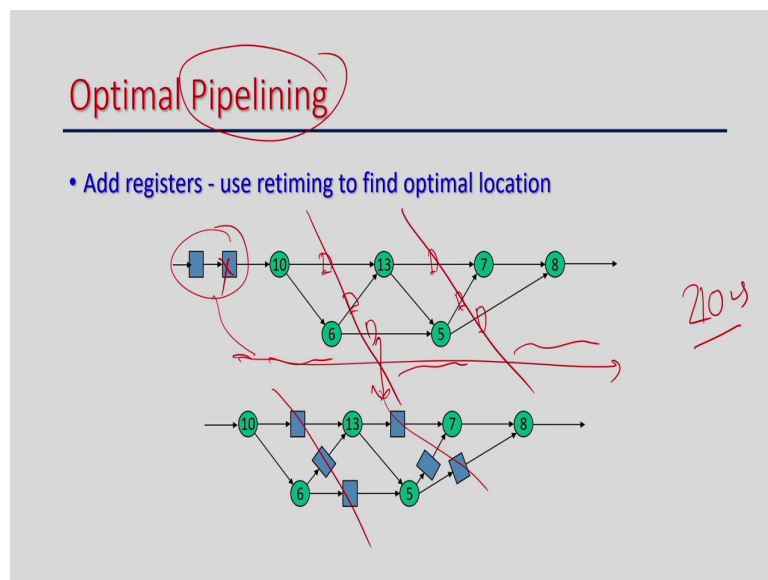 Optimal Pipelining
• Add registers - use retiming to find optimal location
10 13 7 8
6 5
10 13 7 8
6 5